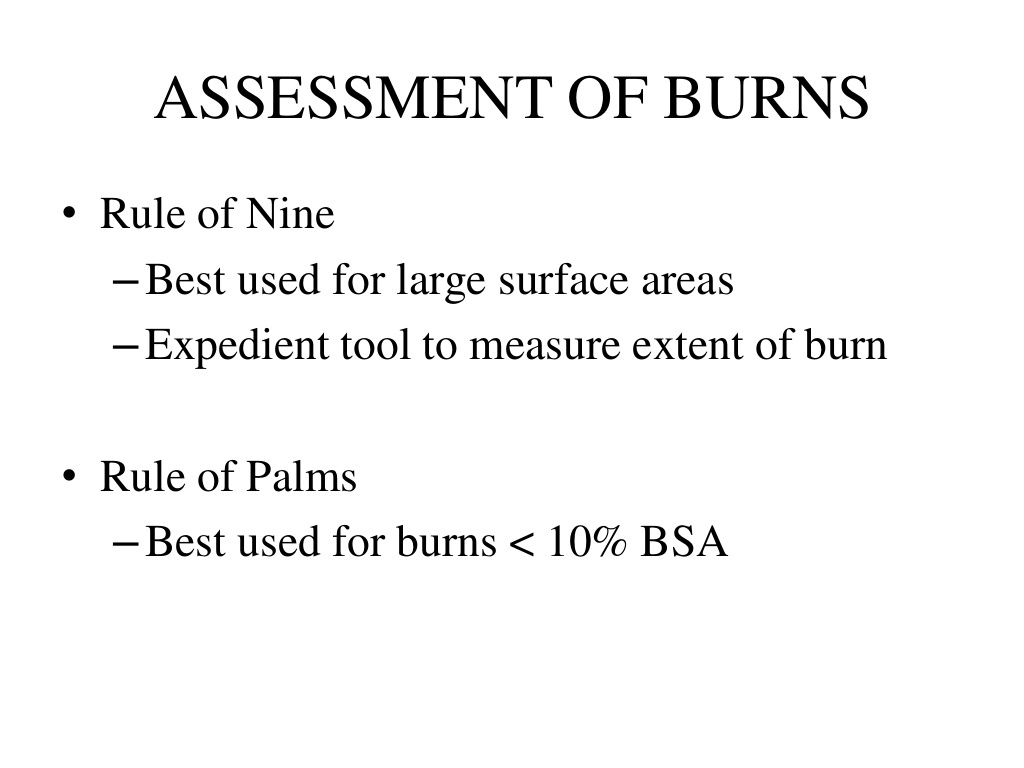 ASSESSMENT OF BURNS
• Rule of Nine
– Best used for large surface areas
– Expedient tool to measure extent of burn
• Rule of Palms
– Best used for burns < 10% BSA